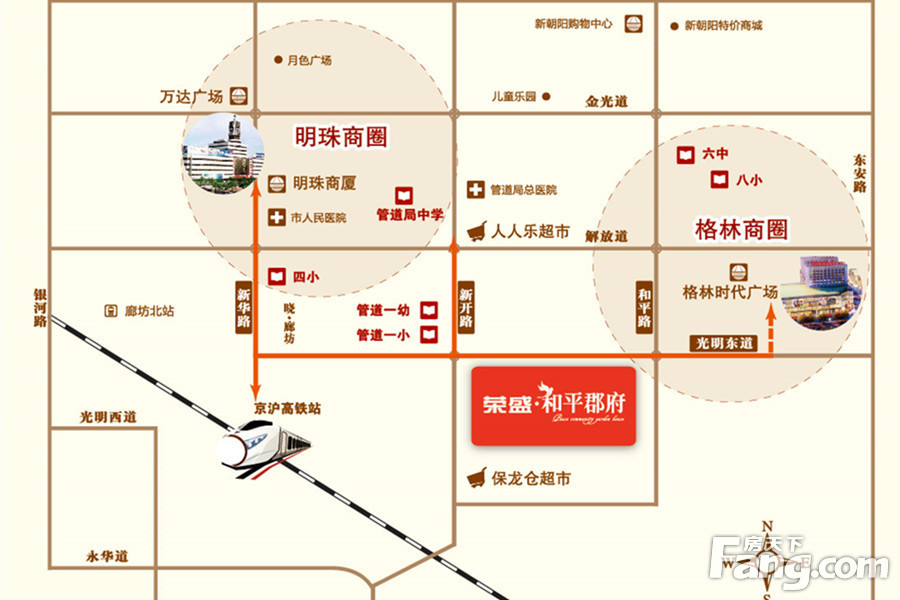 新朝阳购物中心
新朝阳特价商城
月色广场
万达广场
儿童乐园
金光道
明珠商圈
六中
八小
东安路
明珠商厦
管道局中学
管道局总医院
市人民医院
人人乐超市
解放道
格林商圈
四小
格林时代广场
银河路
廊坊北站
新华路
晓·廊坊
管道一幼
管道一小
新开路
和平路
光明东道
荣盛·和平郡府
京沪高铁站
光明西道
保龙仓超市
永华道
N
W
E
S
房天下
Fang.com